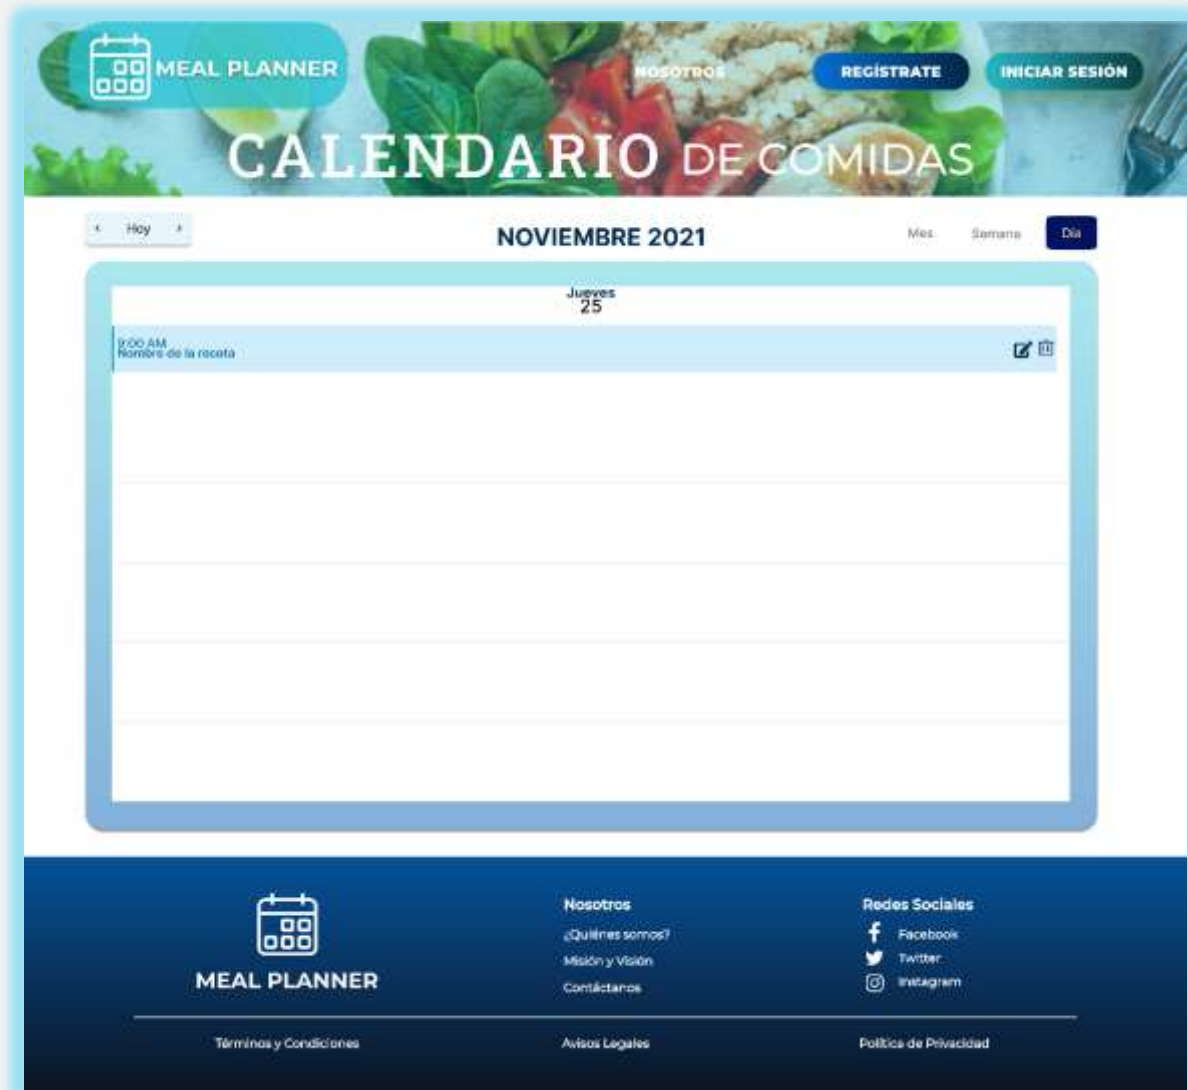 MEAL PLANNER
NOSOTROS
REGÍSTRATE
INICIAR SESIÓN
CALENDARIO DE COMIDAS
‹ Hoy ›
NOVIEMBRE 2021
Mes
Semana
Día
Jueves
25
9:00 AM
Nombre de la receta
MEAL PLANNER
Nosotros
¿Quiénes somos?
Misión y Visión
Contáctanos
Redes Sociales
Facebook
Twitter
Instagram
Términos y Condiciones
Avisos Legales
Política de Privacidad